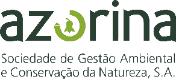 azorina
Sociedade de Gestão Ambiental
e Conservação da Natureza, S.A.